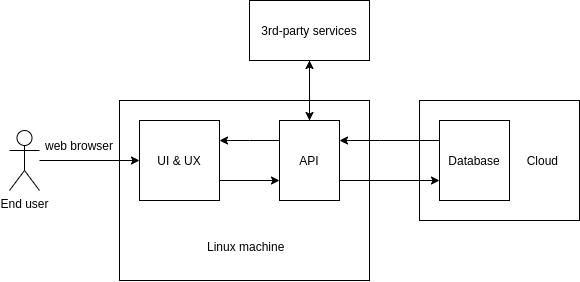 3rd-party services
web browser
UI & UX
API
Database
Cloud
End user
Linux machine